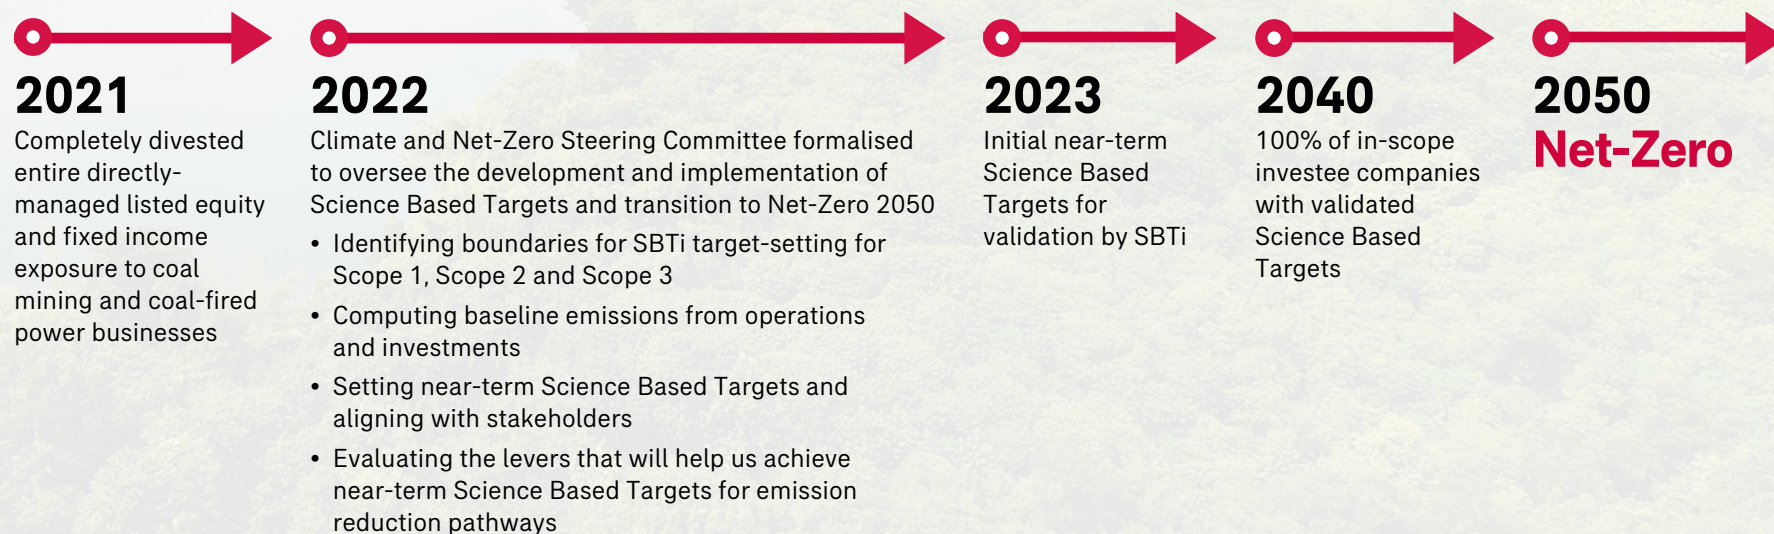 2021
Completely divested
entire directly-
managed listed equity
and fixed income
exposure to coal
mining and coal-fired
power businesses
2022
Climate and Net-Zero Steering Committee formalised
to oversee the development and implementation of
Science Based Targets and transition to Net-Zero 2050
• Identifying boundaries for SBTi target-setting for
Scope 1, Scope 2 and Scope 3
• Computing baseline emissions from operations
and investments
• Setting near-term Science Based Targets and
aligning with stakeholders
• Evaluating the levers that will help us achieve
near-term Science Based Targets for emission
reduction pathways
2023
Initial near-term
Science Based
Targets for
validation by SBTi
2040
100% of in-scope
investee companies
with validated
Science Based
Targets
2050
Net-Zero